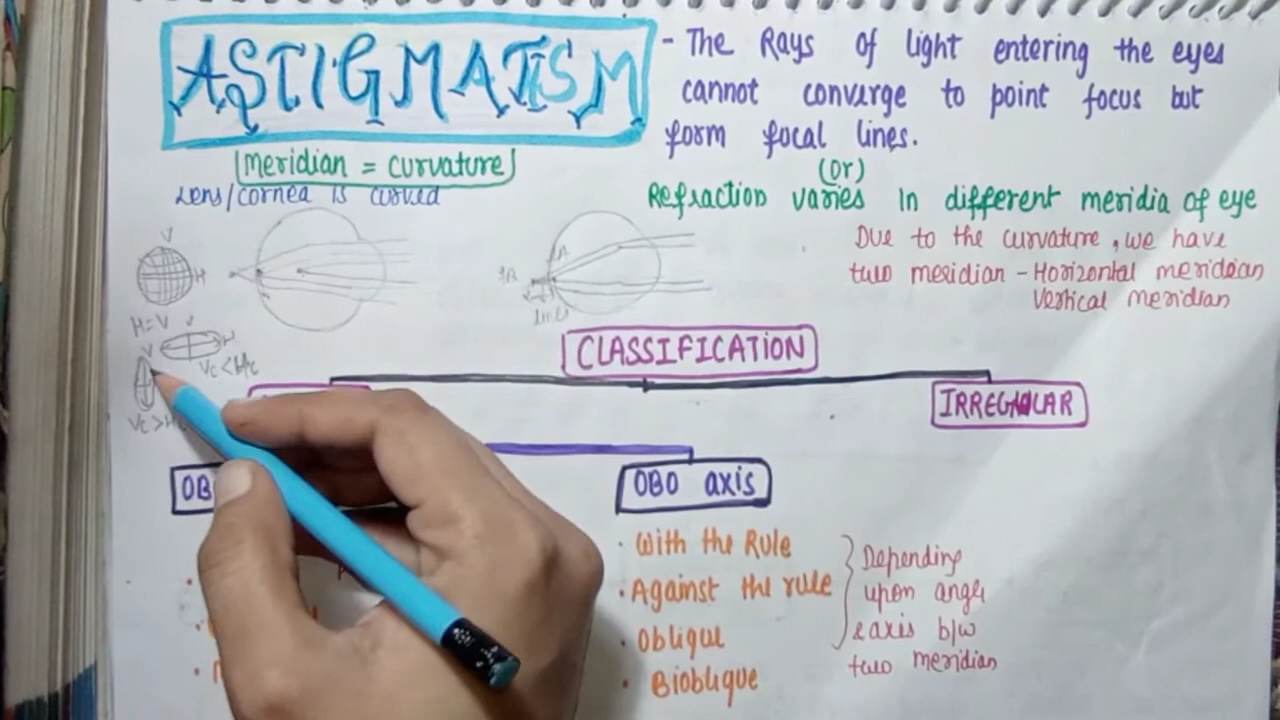 ASTIGMATISM
- The Rays of light entering the eyes
cannot converge to point focus but
form focal lines.
(or)
Refraction varies in different meridia of eye
Due to the curvature, we have
two meridian - Horizontal meridian
Vertical meridian
meridian = curvature
Lens/cornea is curved
V
H
H=V
V
H
Vc<Hc
V
Vc>H
CLASSIFICATION
IRREGULAR
OB
OBO axis
• With the Rule
• Against the rule
• Oblique
• Bioblique
Depending
upon angle
& axis b/w
two meridian